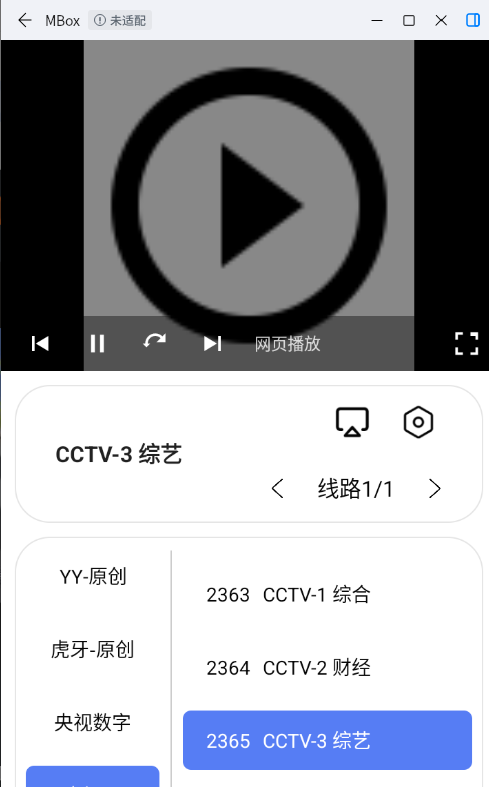 MBox 未适配
网页播放
CCTV-3 综艺
线路1/1
YY-原创
虎牙-原创
央视数字
2363 CCTV-1 综合
2364 CCTV-2 财经
2365 CCTV-3 综艺